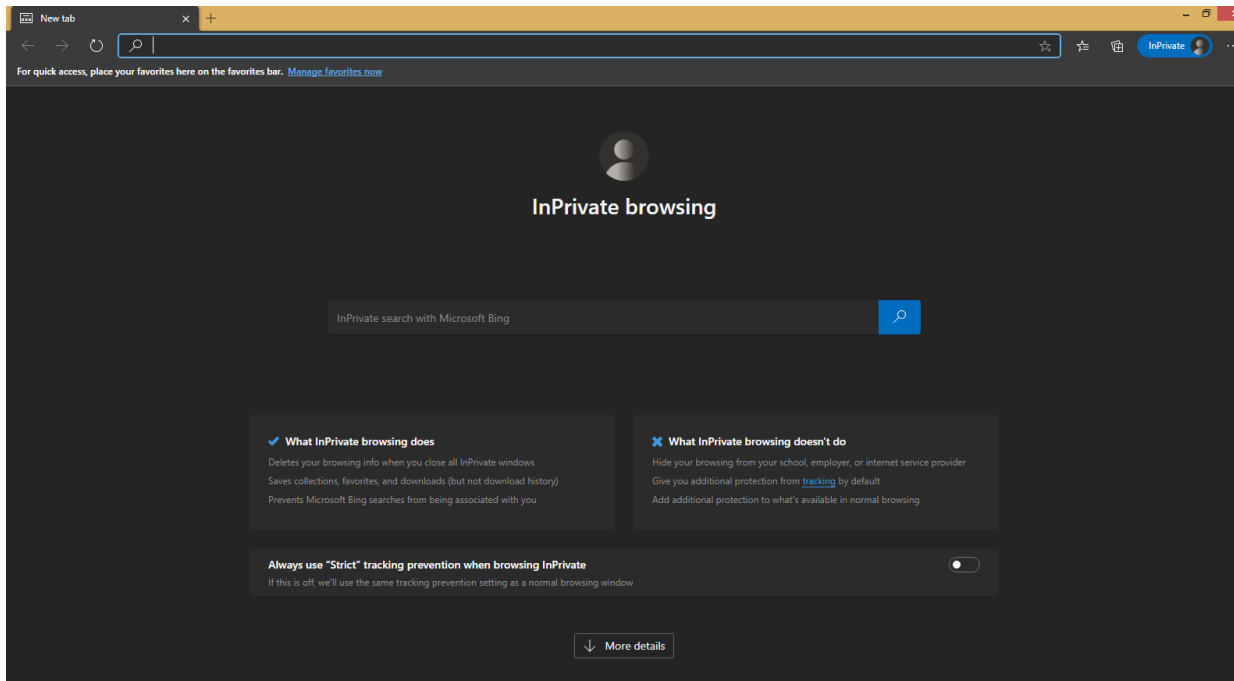 New tab
InPrivate
For quick access, place your favorites here on the favorites bar. Manage favorites now
InPrivate browsing
InPrivate search with Microsoft Bing
What InPrivate browsing does
Deletes your browsing info when you close all InPrivate windows
Saves collections, favorites, and downloads (but not download history)
Prevents Microsoft Bing searches from being associated with you
What InPrivate browsing doesn't do
Hide your browsing from your school, employer, or internet service provider
Give you additional protection from tracking by default
Add additional protection to what's available in normal browsing
Always use “Strict” tracking prevention when browsing InPrivate
If this is off, we'll use the same tracking prevention setting as a normal browsing window
More details